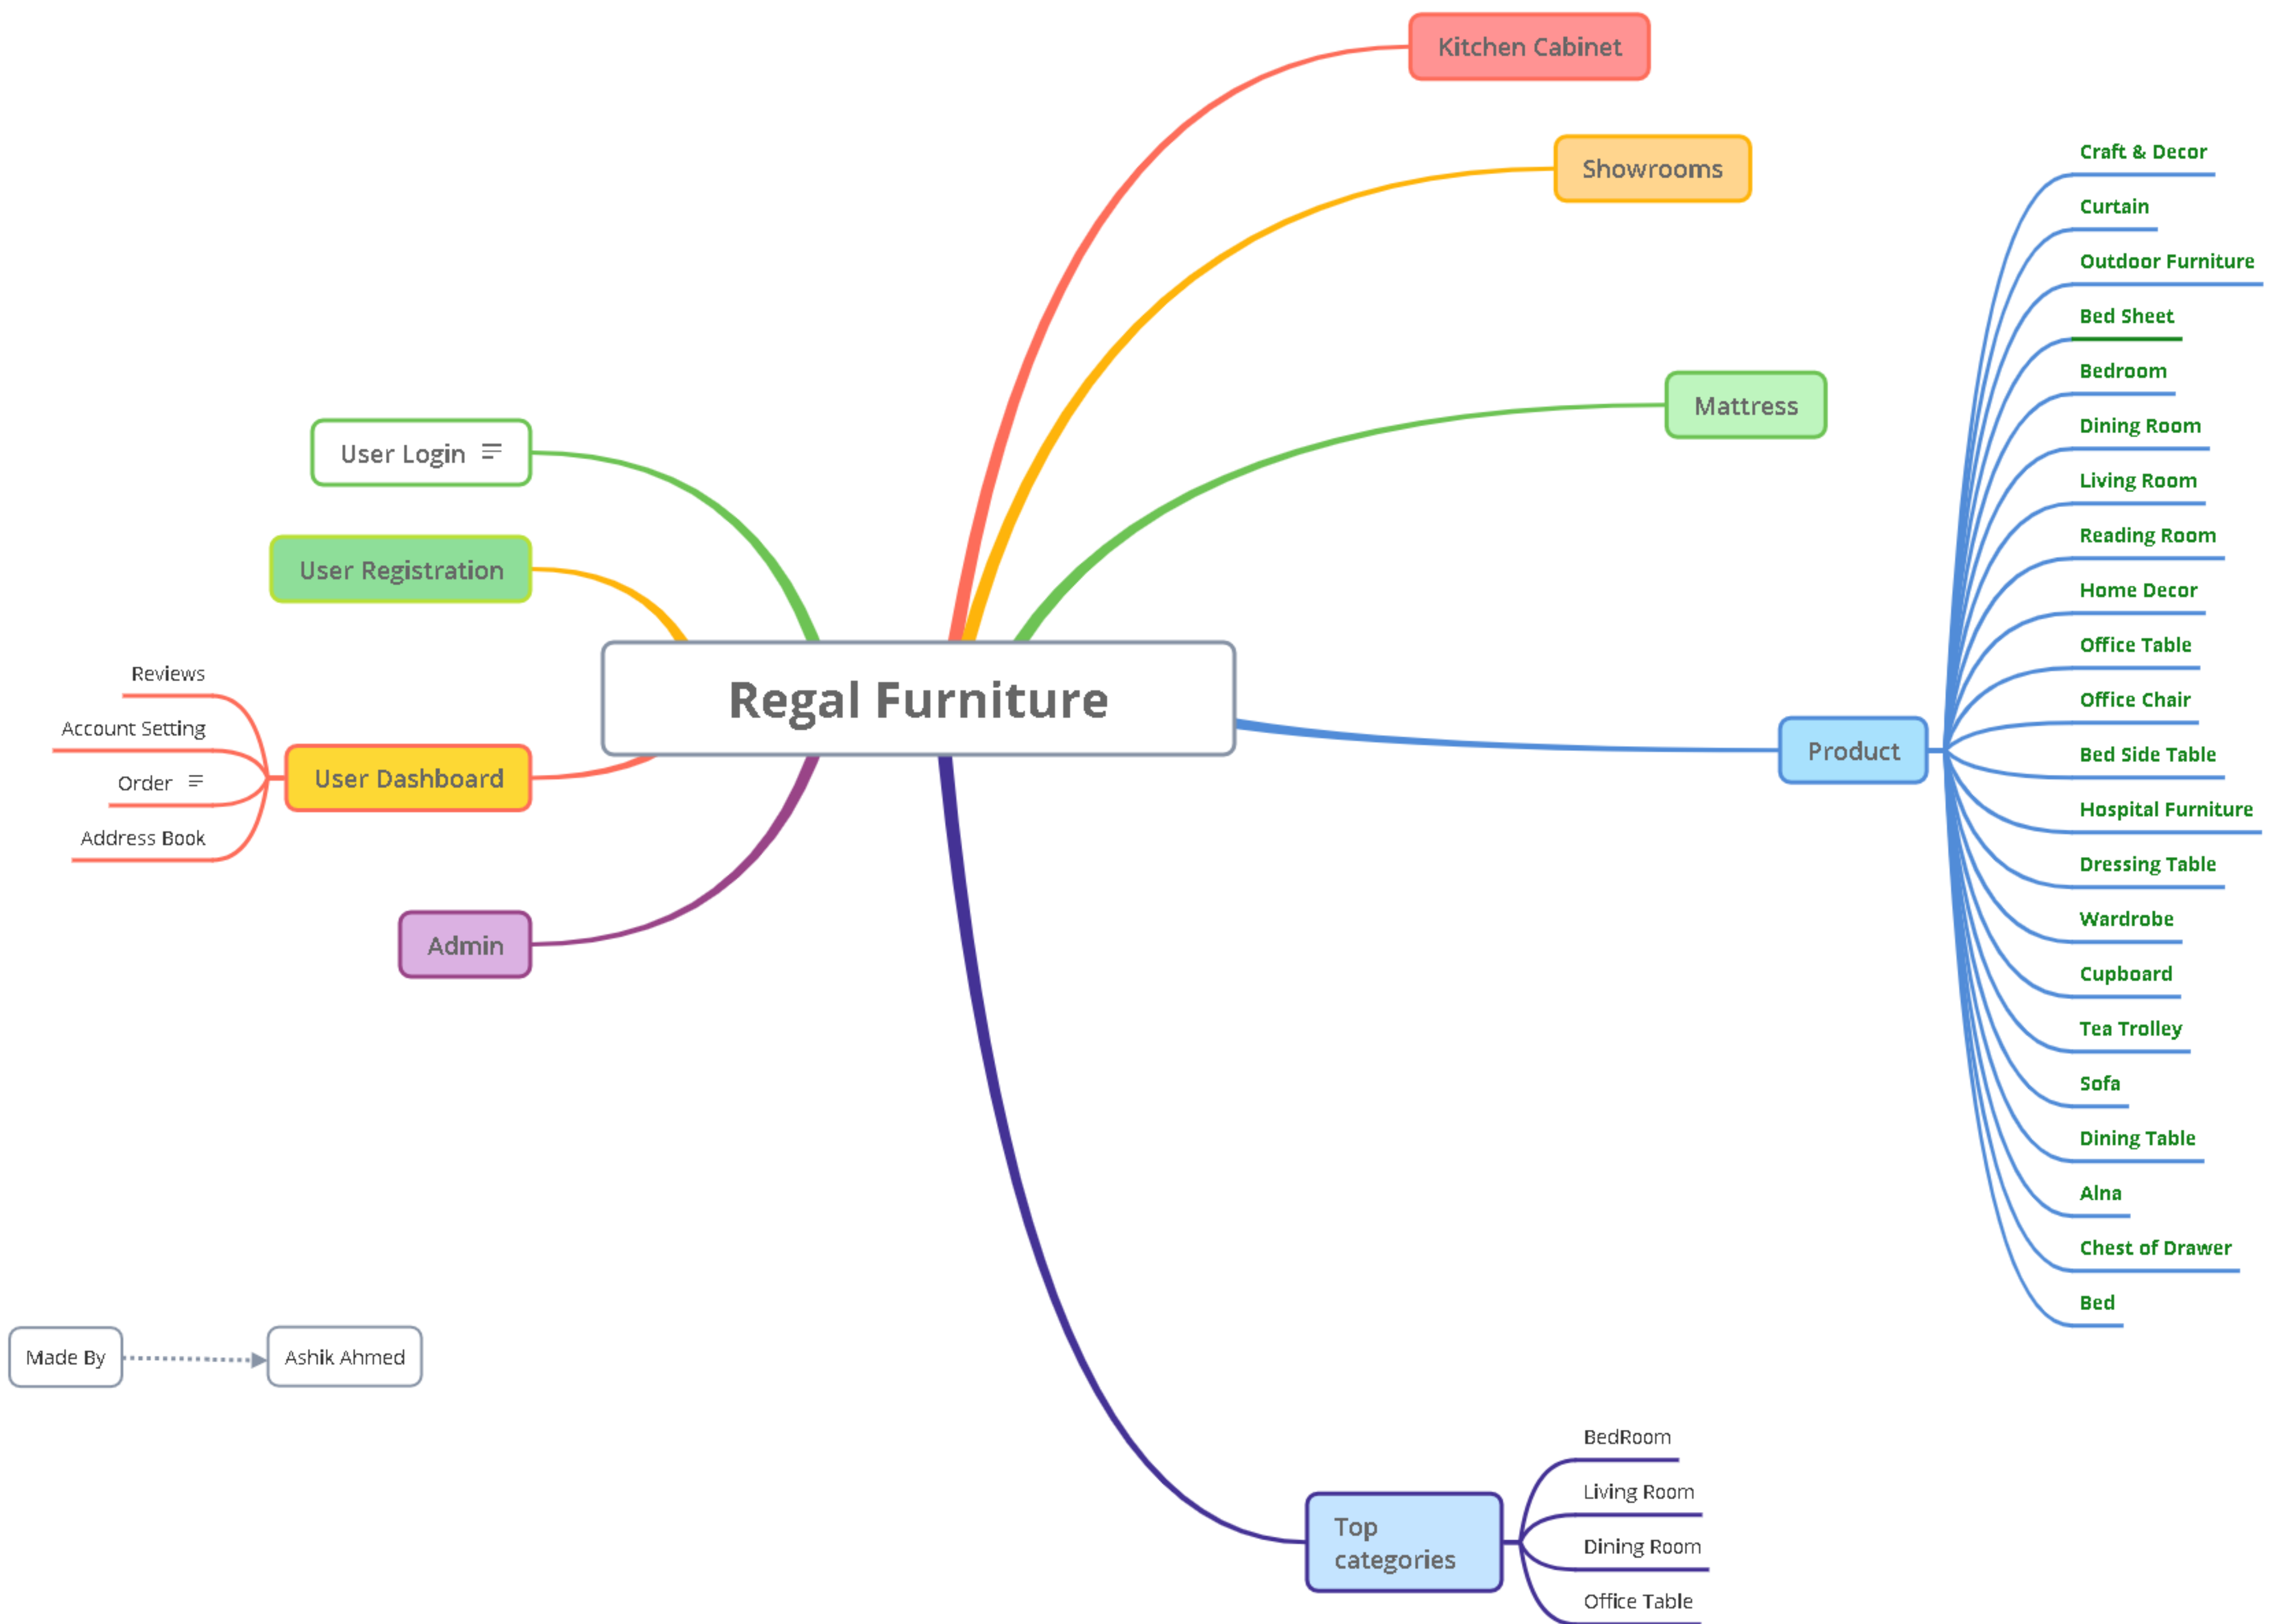 Kitchen Cabinet
Showrooms
Mattress
User Login
User Registration
Regal Furniture
Reviews
Account Setting
Order
Address Book
User Dashboard
Admin
Product
Craft & Decor
Curtain
Outdoor Furniture
Bed Sheet
Bedroom
Dining Room
Living Room
Reading Room
Home Decor
Office Table
Office Chair
Bed Side Table
Hospital Furniture
Dressing Table
Wardrobe
Cupboard
Tea Trolley
Sofa
Dining Table
Alna
Chest of Drawer
Bed
Made By
Ashik Ahmed
Top
categories
BedRoom
Living Room
Dining Room
Office Table